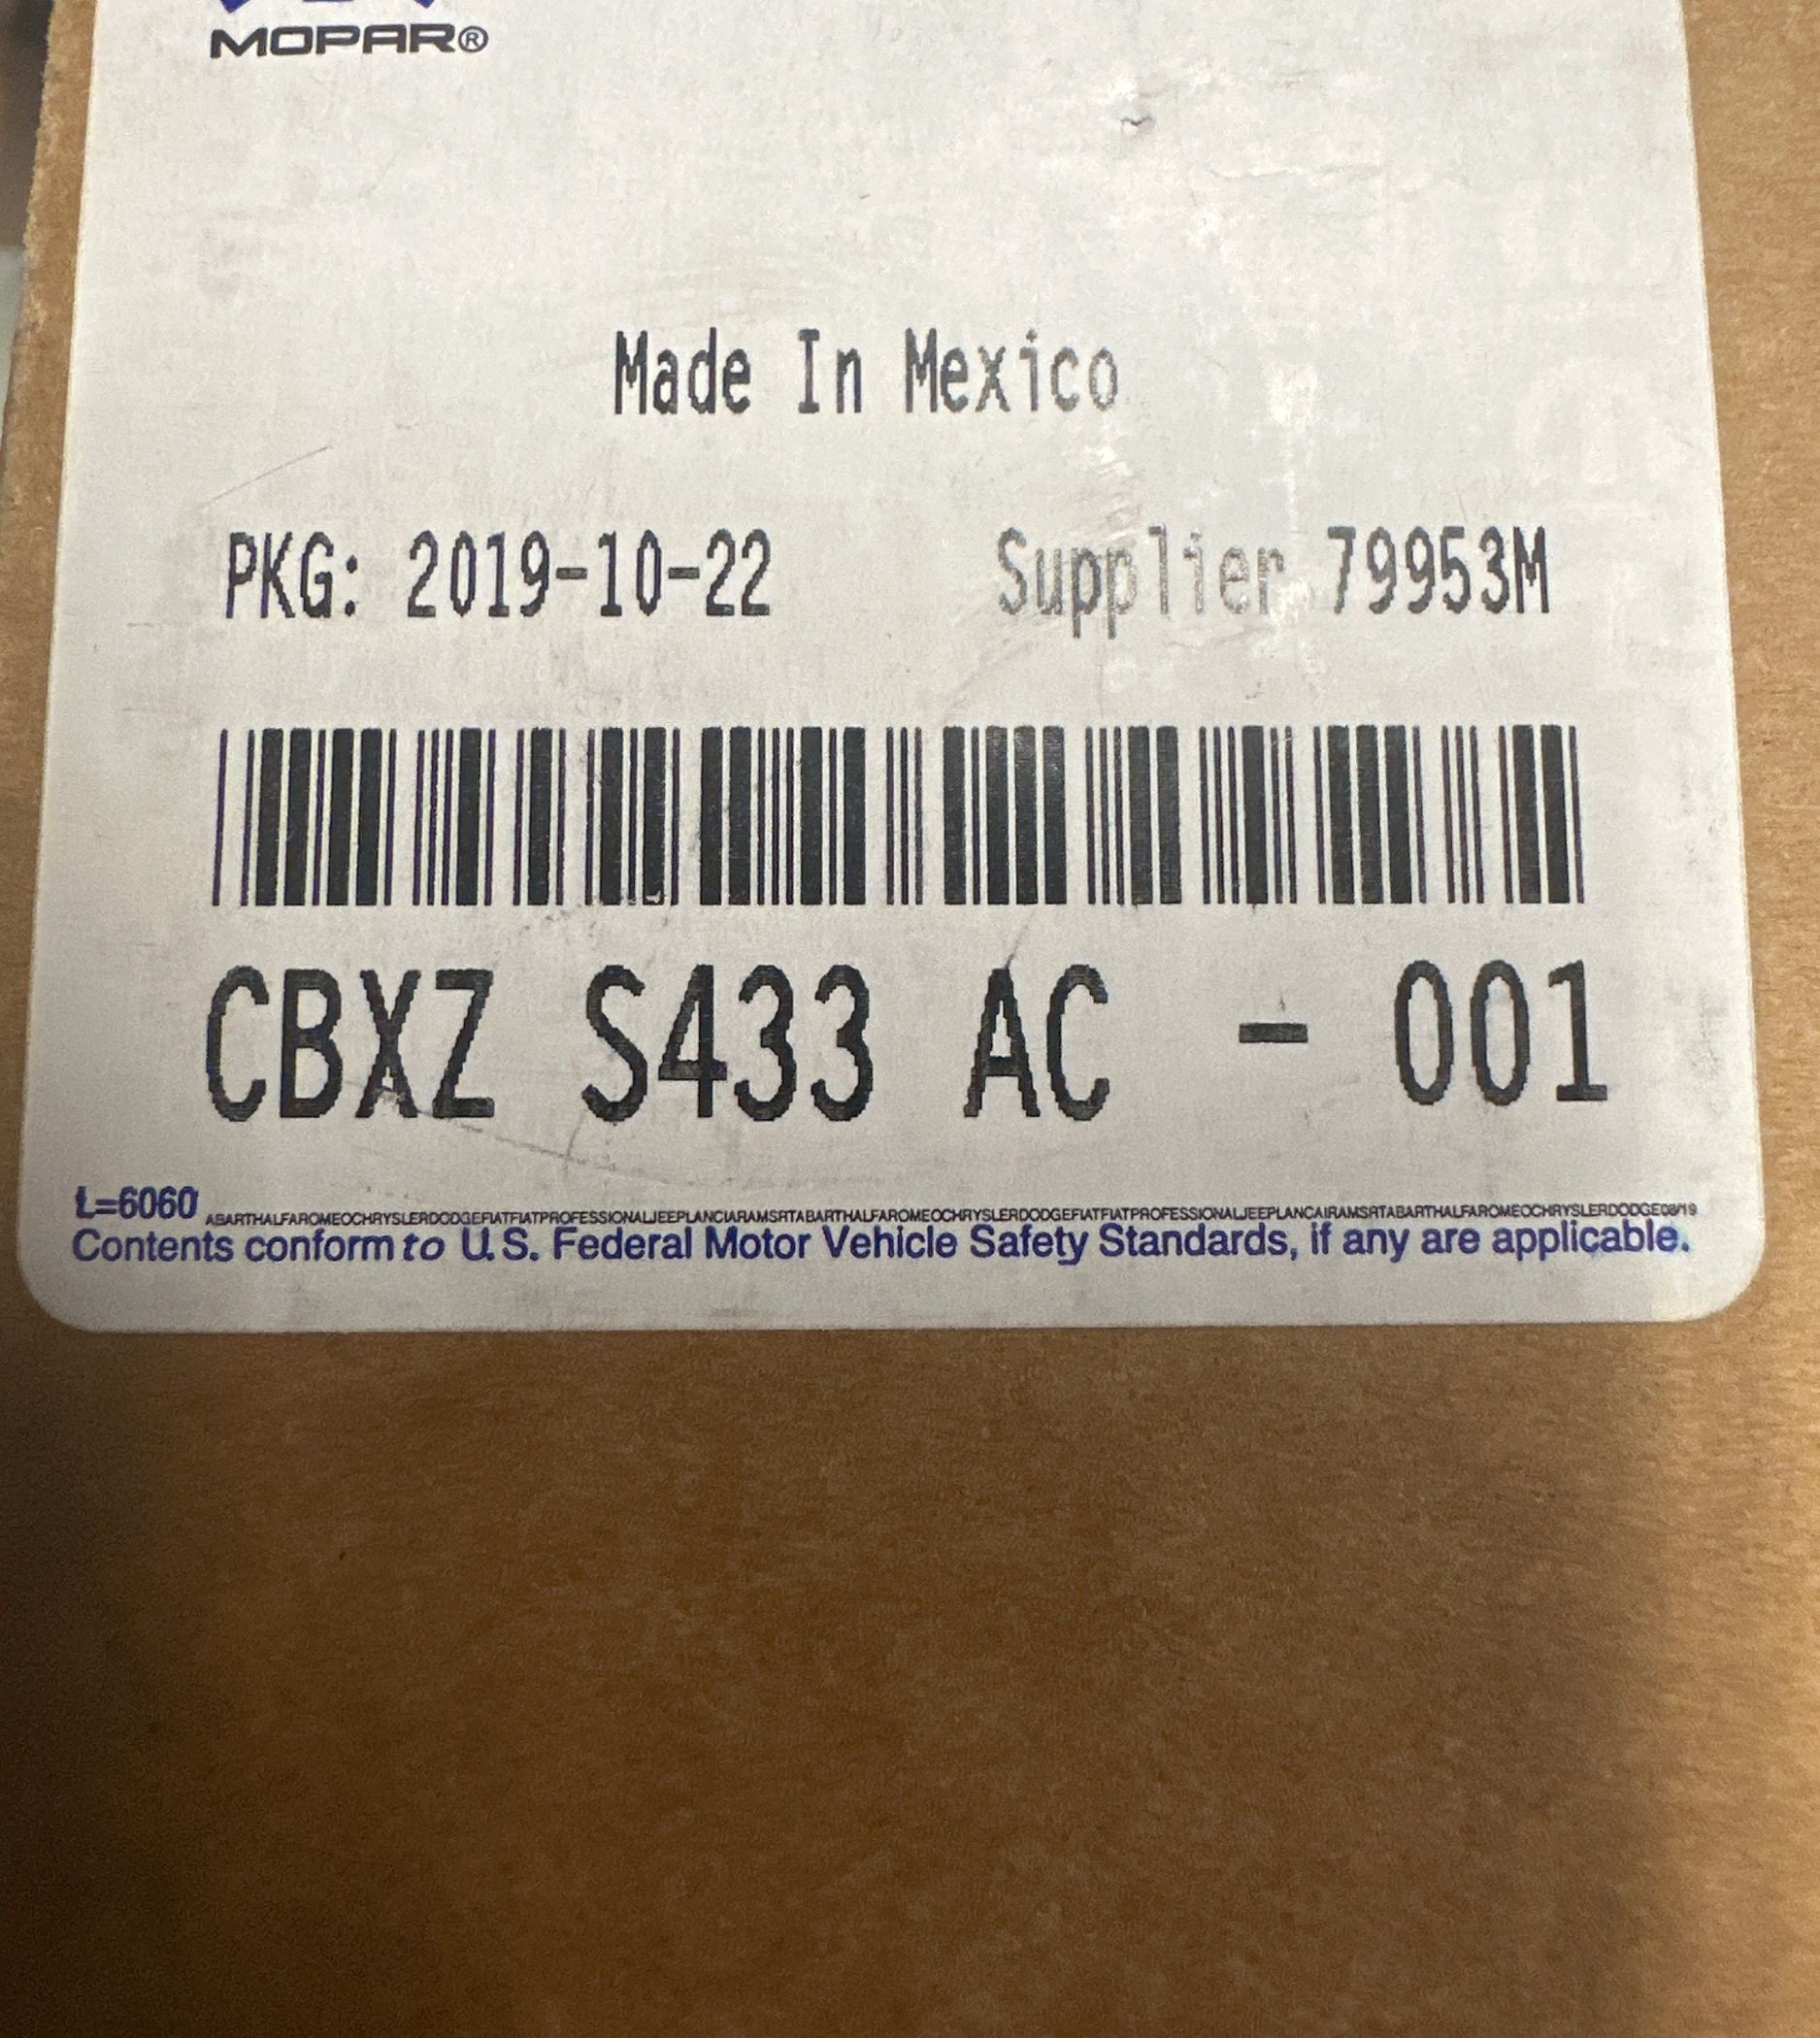 MOPAR®
Made In Mexico
PKG: 2019-10-22 Supplier 79953M
CBXZ S433 AC - 001
L=6060 ABARTHALFAROMEOCHRYSLERDODGEFIATFIATPROFESSIONALJEEPLANCIARAMSRTABARTHALFAROMEOCHRYSLERDODGEFIATFIATPROFESSIONALJEEPLANCAIRAMSRTABARTHALFAROMEOCHRYSLERDODGE08/19
Contents conform to U.S. Federal Motor Vehicle Safety Standards, if any are applicable.